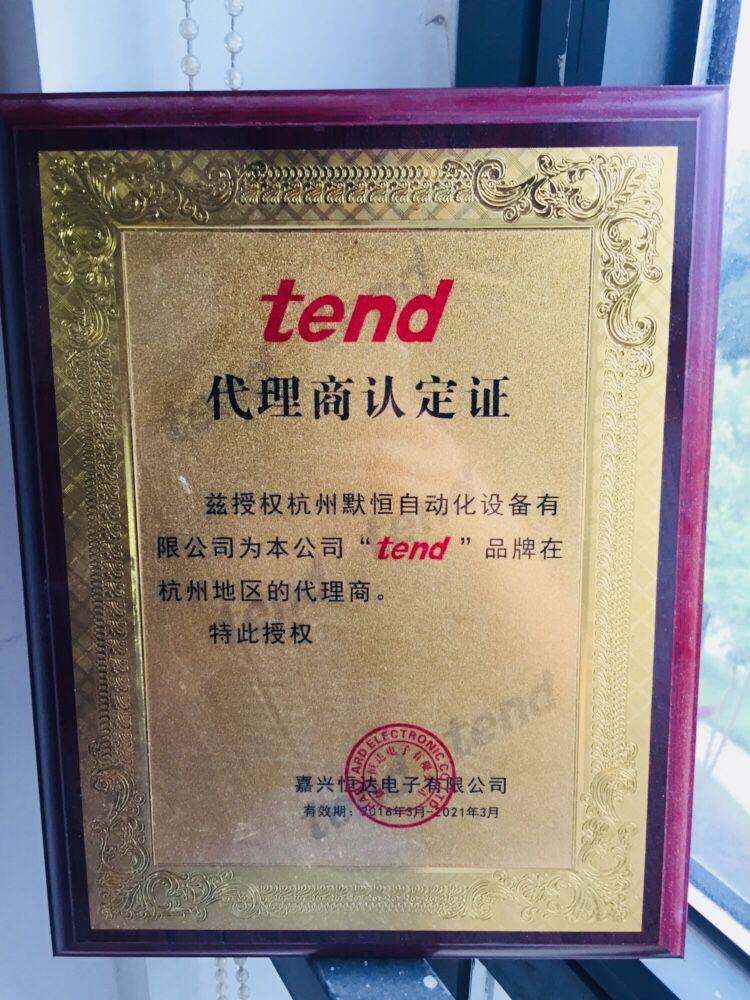 tend
代理商认定证
兹授权杭州默恒自动化设备有
限公司为本公司“tend”品牌在
杭州地区的代理商。
特此授权
嘉兴恒达电子有限公司
有效期：2018年3月-2021年3月